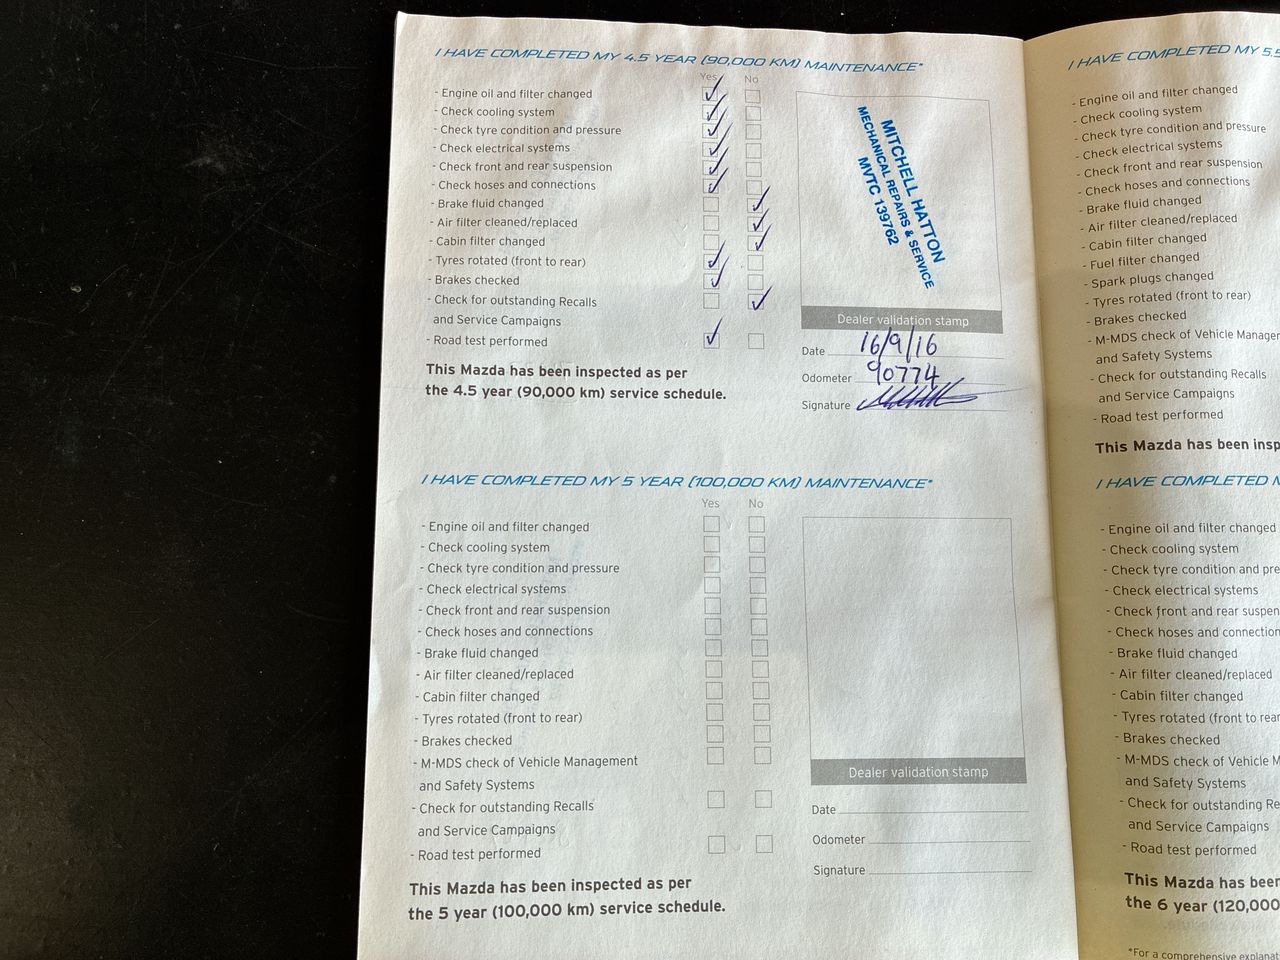 I HAVE COMPLETED MY 4.5 YEAR (90,000 KM) MAINTENANCE*
Yes No
- Engine oil and filter changed
- Check cooling system
- Check tyre condition and pressure
- Check electrical systems
- Check front and rear suspension
- Check hoses and connections
- Brake fluid changed
- Air filter cleaned/replaced
- Cabin filter changed
- Tyres rotated (front to rear)
- Brakes checked
- Check for outstanding Recalls
and Service Campaigns
- Road test performed
This Mazda has been inspected as per
the 4.5 year (90,000 km) service schedule.
MITCHELL HATTON
MECHANICAL REPAIRS & SERVICE
MVTC 139762
Dealer validation stamp
Date 16/9/16
Odometer 90774
Signature
I HAVE COMPLETED MY 5 YEAR (100,000 KM) MAINTENANCE*
Yes No
- Engine oil and filter changed
- Check cooling system
- Check tyre condition and pressure
- Check electrical systems
- Check front and rear suspension
- Check hoses and connections
- Brake fluid changed
- Air filter cleaned/replaced
- Cabin filter changed
- Tyres rotated (front to rear)
- Brakes checked
- M-MDS check of Vehicle Management
and Safety Systems
- Check for outstanding Recalls
and Service Campaigns
- Road test performed
This Mazda has been inspected as per
the 5 year (100,000 km) service schedule.
Dealer validation stamp
Date
Odometer
Signature
I HAVE COMPLETED MY 5.5
- Engine oil and filter changed
- Check cooling system
- Check tyre condition and pressure
- Check electrical systems
- Check front and rear suspension
- Check hoses and connections
- Brake fluid changed
- Air filter cleaned/replaced
- Cabin filter changed
- Fuel filter changed
- Spark plugs changed
- Tyres rotated (front to rear)
- Brakes checked
- M-MDS check of Vehicle Manager
and Safety Systems
- Check for outstanding Recalls
and Service Campaigns
- Road test performed
This Mazda has been insp
I HAVE COMPLETED M
- Engine oil and filter changed
- Check cooling system
- Check tyre condition and pre
- Check electrical systems
- Check front and rear suspen
- Check hoses and connection
- Brake fluid changed
- Air filter cleaned/replaced
- Cabin filter changed
- Tyres rotated (front to rear
- Brakes checked
- M-MDS check of Vehicle M
and Safety Systems
- Check for outstanding Re
and Service Campaigns
- Road test performed
This Mazda has beer
the 6 year (120,000
*For a comprehensive explanat